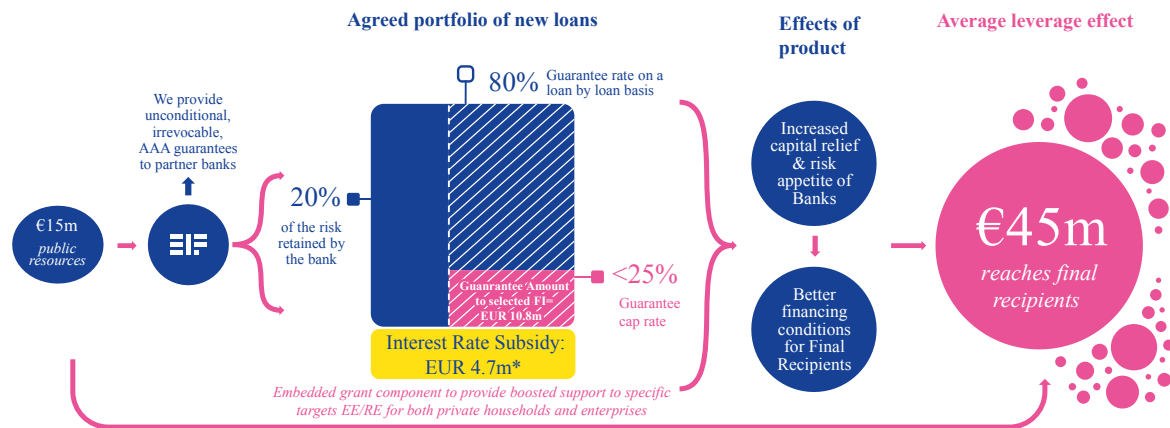 Agreed portfolio of new loans
Effects of
product
Average leverage effect
We provide
unconditional,
irrevocable,
AAA guarantees
to partner banks
80%
Guarantee rate on a
loan by loan basis
€15m
public
resources
EIF
20%
of the risk
retained by
the bank
Guanrantee Amount
to selected FI=
EUR 10.8m
<25%
Guarantee
cap rate
Interest Rate Subsidy:
EUR 4.7m*
Embedded grant component to provide boosted support to specific
targets EE/RE for both private households and enterprises
Increased
capital relief
& risk
appetite of
Banks
Better
financing
conditions
for Final
Recipients
€45m
reaches final
recipients